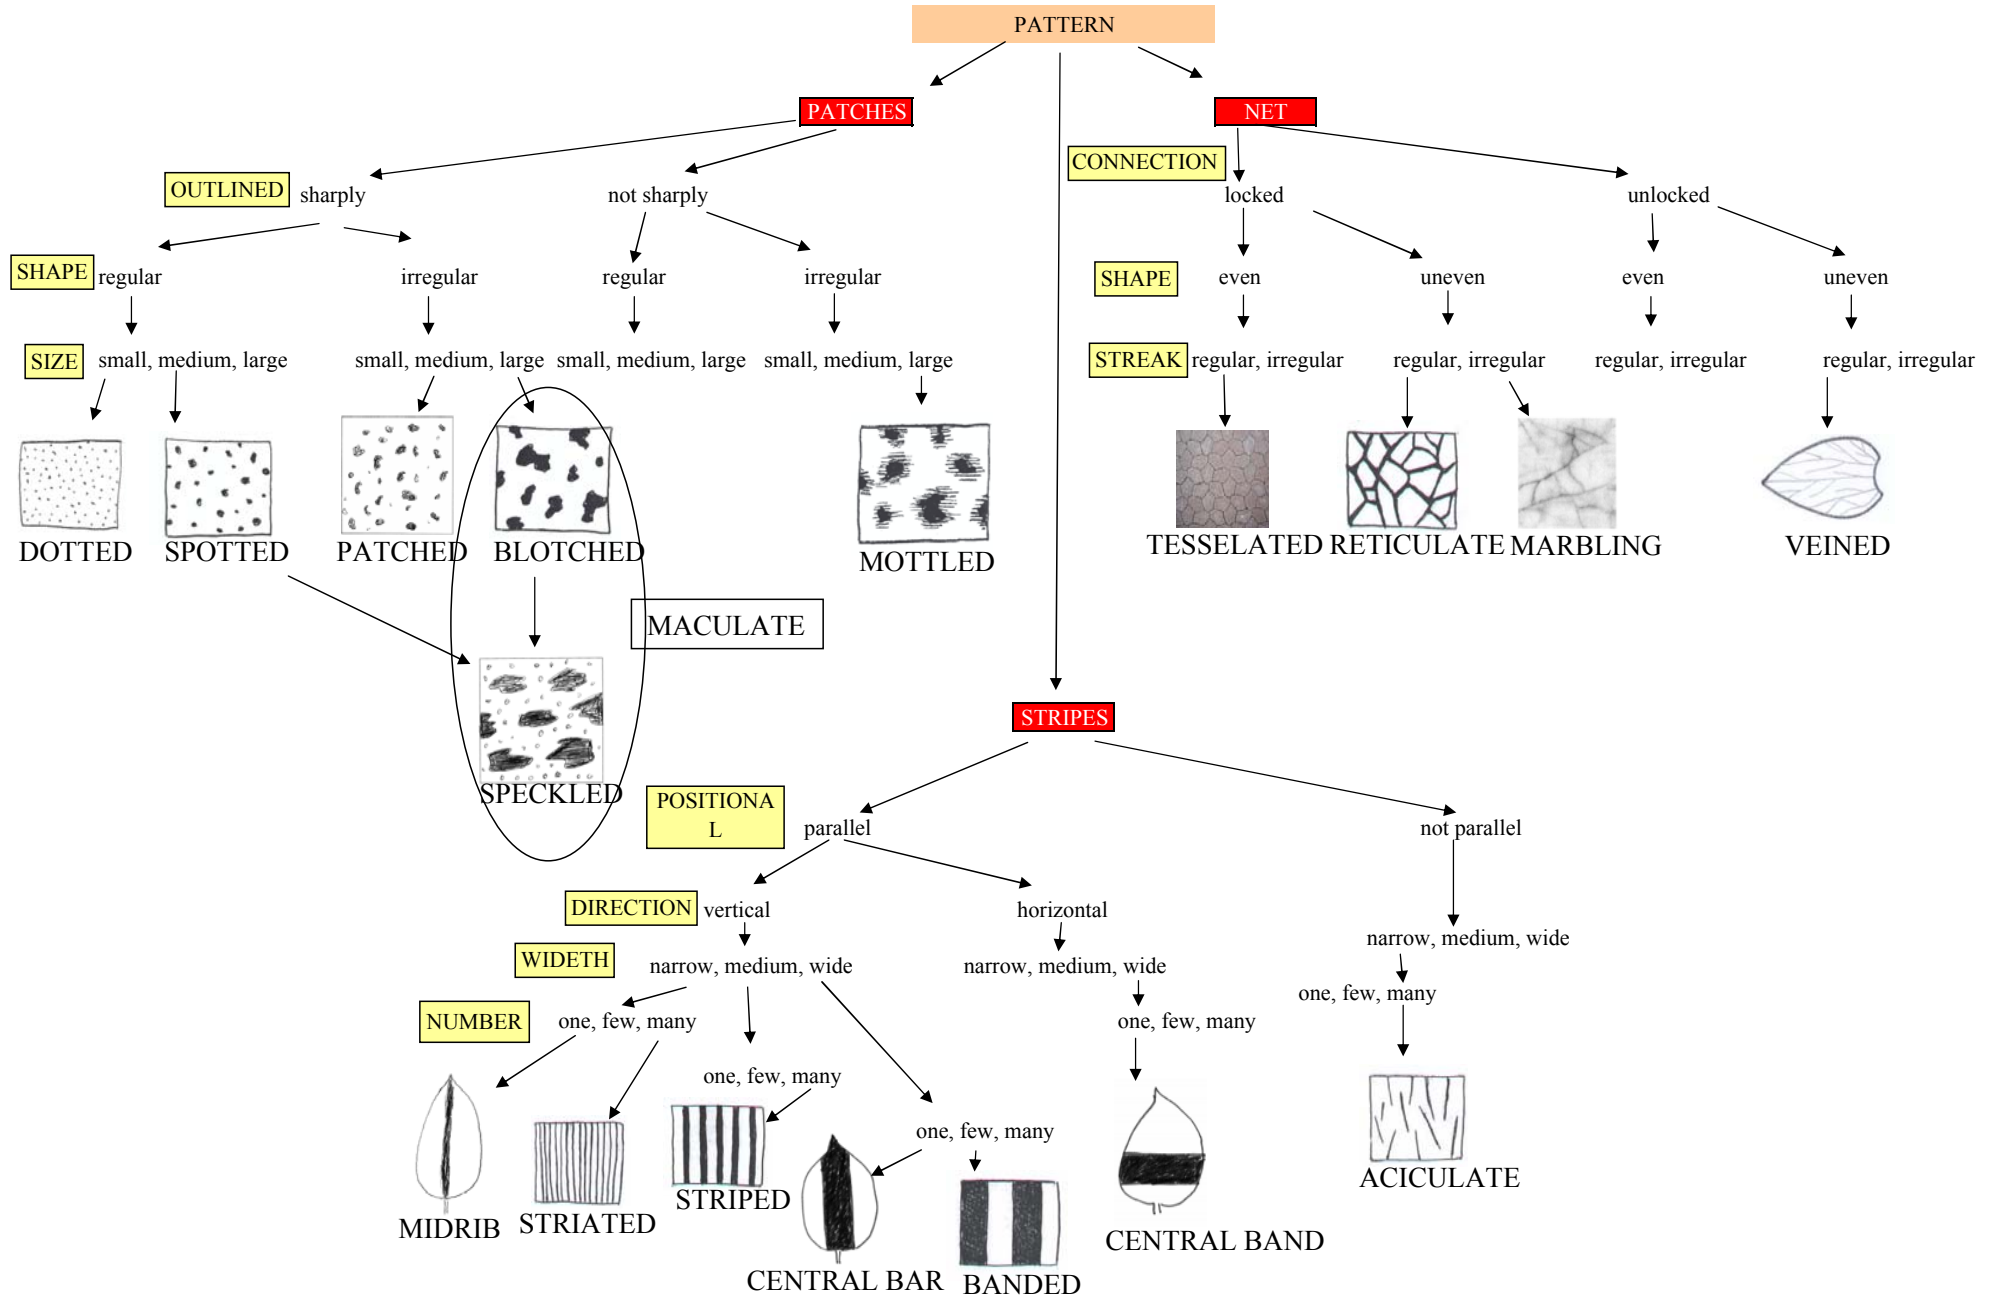 PATTERN
PATCHES
NET
CONNECTION
OUTLINED
sharply
not sharply
locked
unlocked
SHAPE
regular
irregular
regular
irregular
SHAPE
even
uneven
even
uneven
SIZE
small, medium, large
small, medium, large
small, medium, large
small, medium, large
STREAK
regular, irregular
regular, irregular
regular, irregular
regular, irregular
DOTTED
SPOTTED
PATCHED
BLOTCHED
MOTTLED
TESSELATED
RETICULATE
MARBLING
VEINED
MACULATE
SPECKLED
STRIPES
POSITIONA
L
parallel
not parallel
DIRECTION
vertical
horizontal
WIDETH
narrow, medium, wide
narrow, medium, wide
narrow, medium, wide
NUMBER
one, few, many
one, few, many
one, few, many
one, few, many
one, few, many
MIDRIB
STRIATED
STRIPED
CENTRAL BAR
BANDED
CENTRAL BAND
ACICULATE